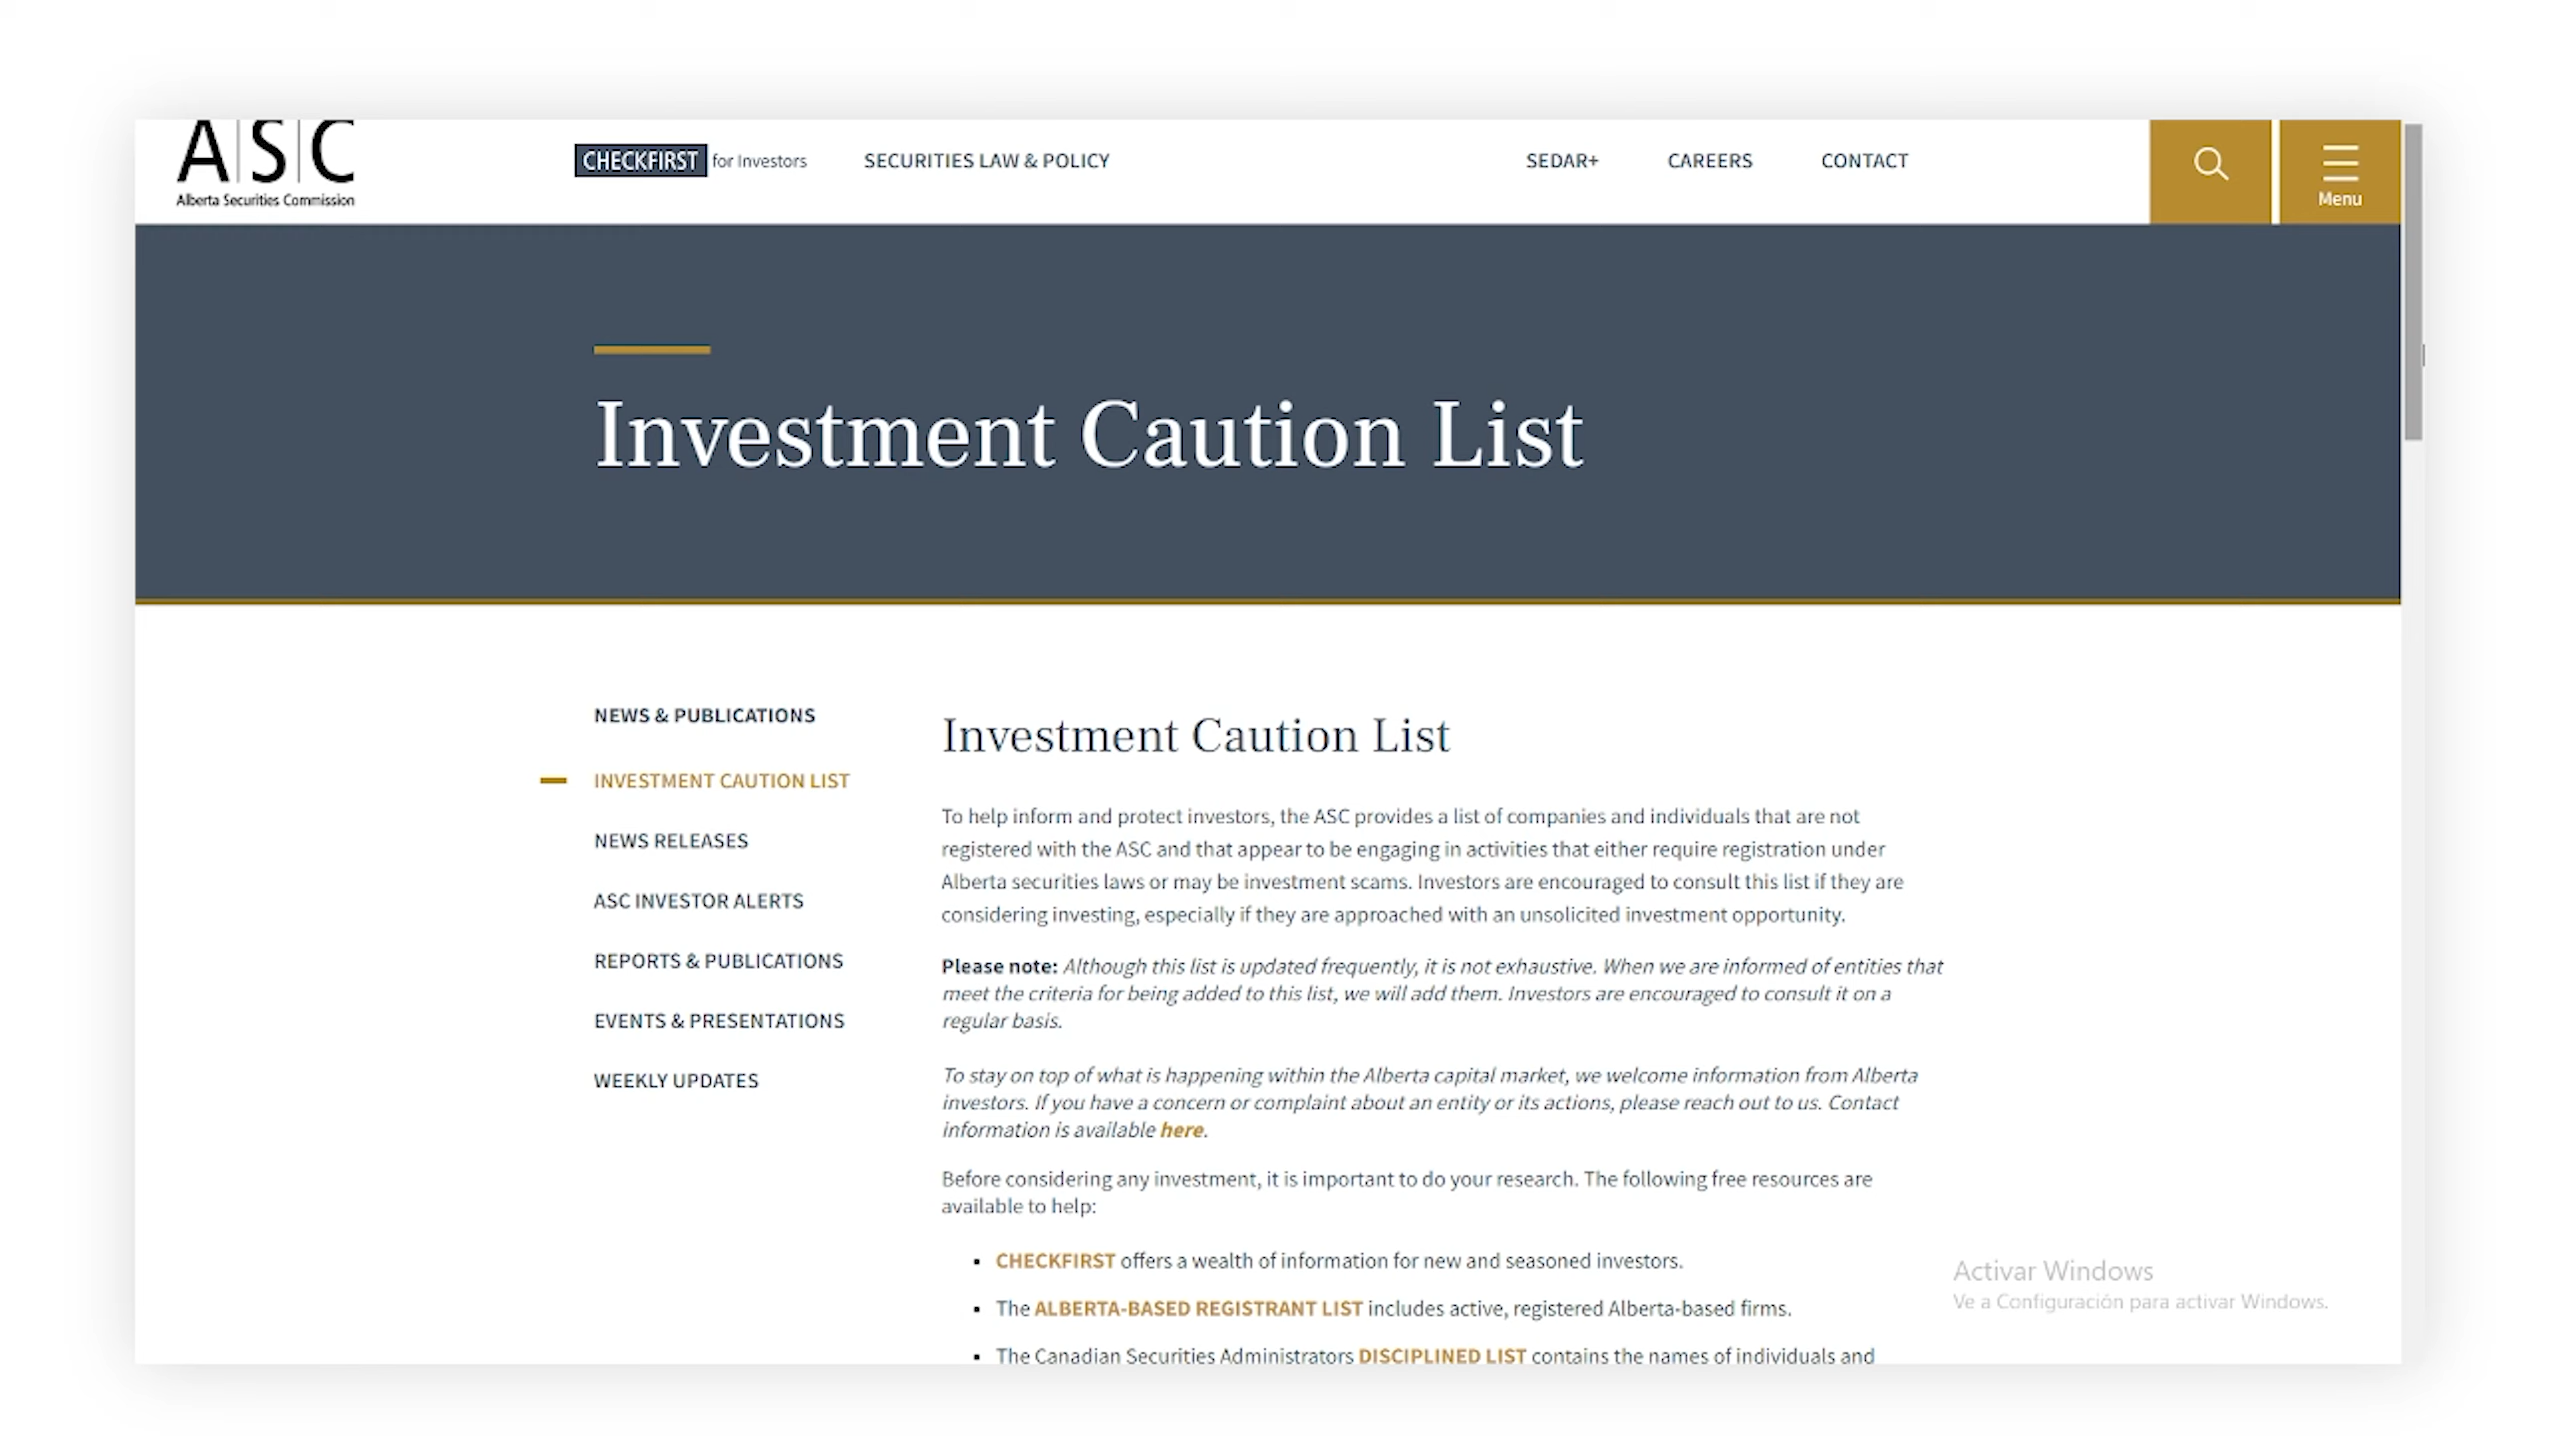 A|S|C
Alberta Securities Commission
CHECKFIRST for Investors
SECURITIES LAW & POLICY
SEDAR+
CAREERS
CONTACT
Menu
Investment Caution List
NEWS & PUBLICATIONS
INVESTMENT CAUTION LIST
NEWS RELEASES
ASC INVESTOR ALERTS
REPORTS & PUBLICATIONS
EVENTS & PRESENTATIONS
WEEKLY UPDATES
Investment Caution List
To help inform and protect investors, the ASC provides a list of companies and individuals that are not
registered with the ASC and that appear to be engaging in activities that either require registration under
Alberta securities laws or may be investment scams. Investors are encouraged to consult this list if they are
considering investing, especially if they are approached with an unsolicited investment opportunity.
Please note: Although this list is updated frequently, it is not exhaustive. When we are informed of entities that
meet the criteria for being added to this list, we will add them. Investors are encouraged to consult it on a
regular basis.
To stay on top of what is happening within the Alberta capital market, we welcome information from Alberta
investors. If you have a concern or complaint about an entity or its actions, please reach out to us. Contact
information is available here.
Before considering any investment, it is important to do your research. The following free resources are
available to help:
▪ CHECKFIRST offers a wealth of information for new and seasoned investors.
▪ The ALBERTA-BASED REGISTRANT LIST includes active, registered Alberta-based firms.
▪ The Canadian Securities Administrators DISCIPLINED LIST contains the names of individuals and
Activar Windows
Ve a Configuración para activar Windows.